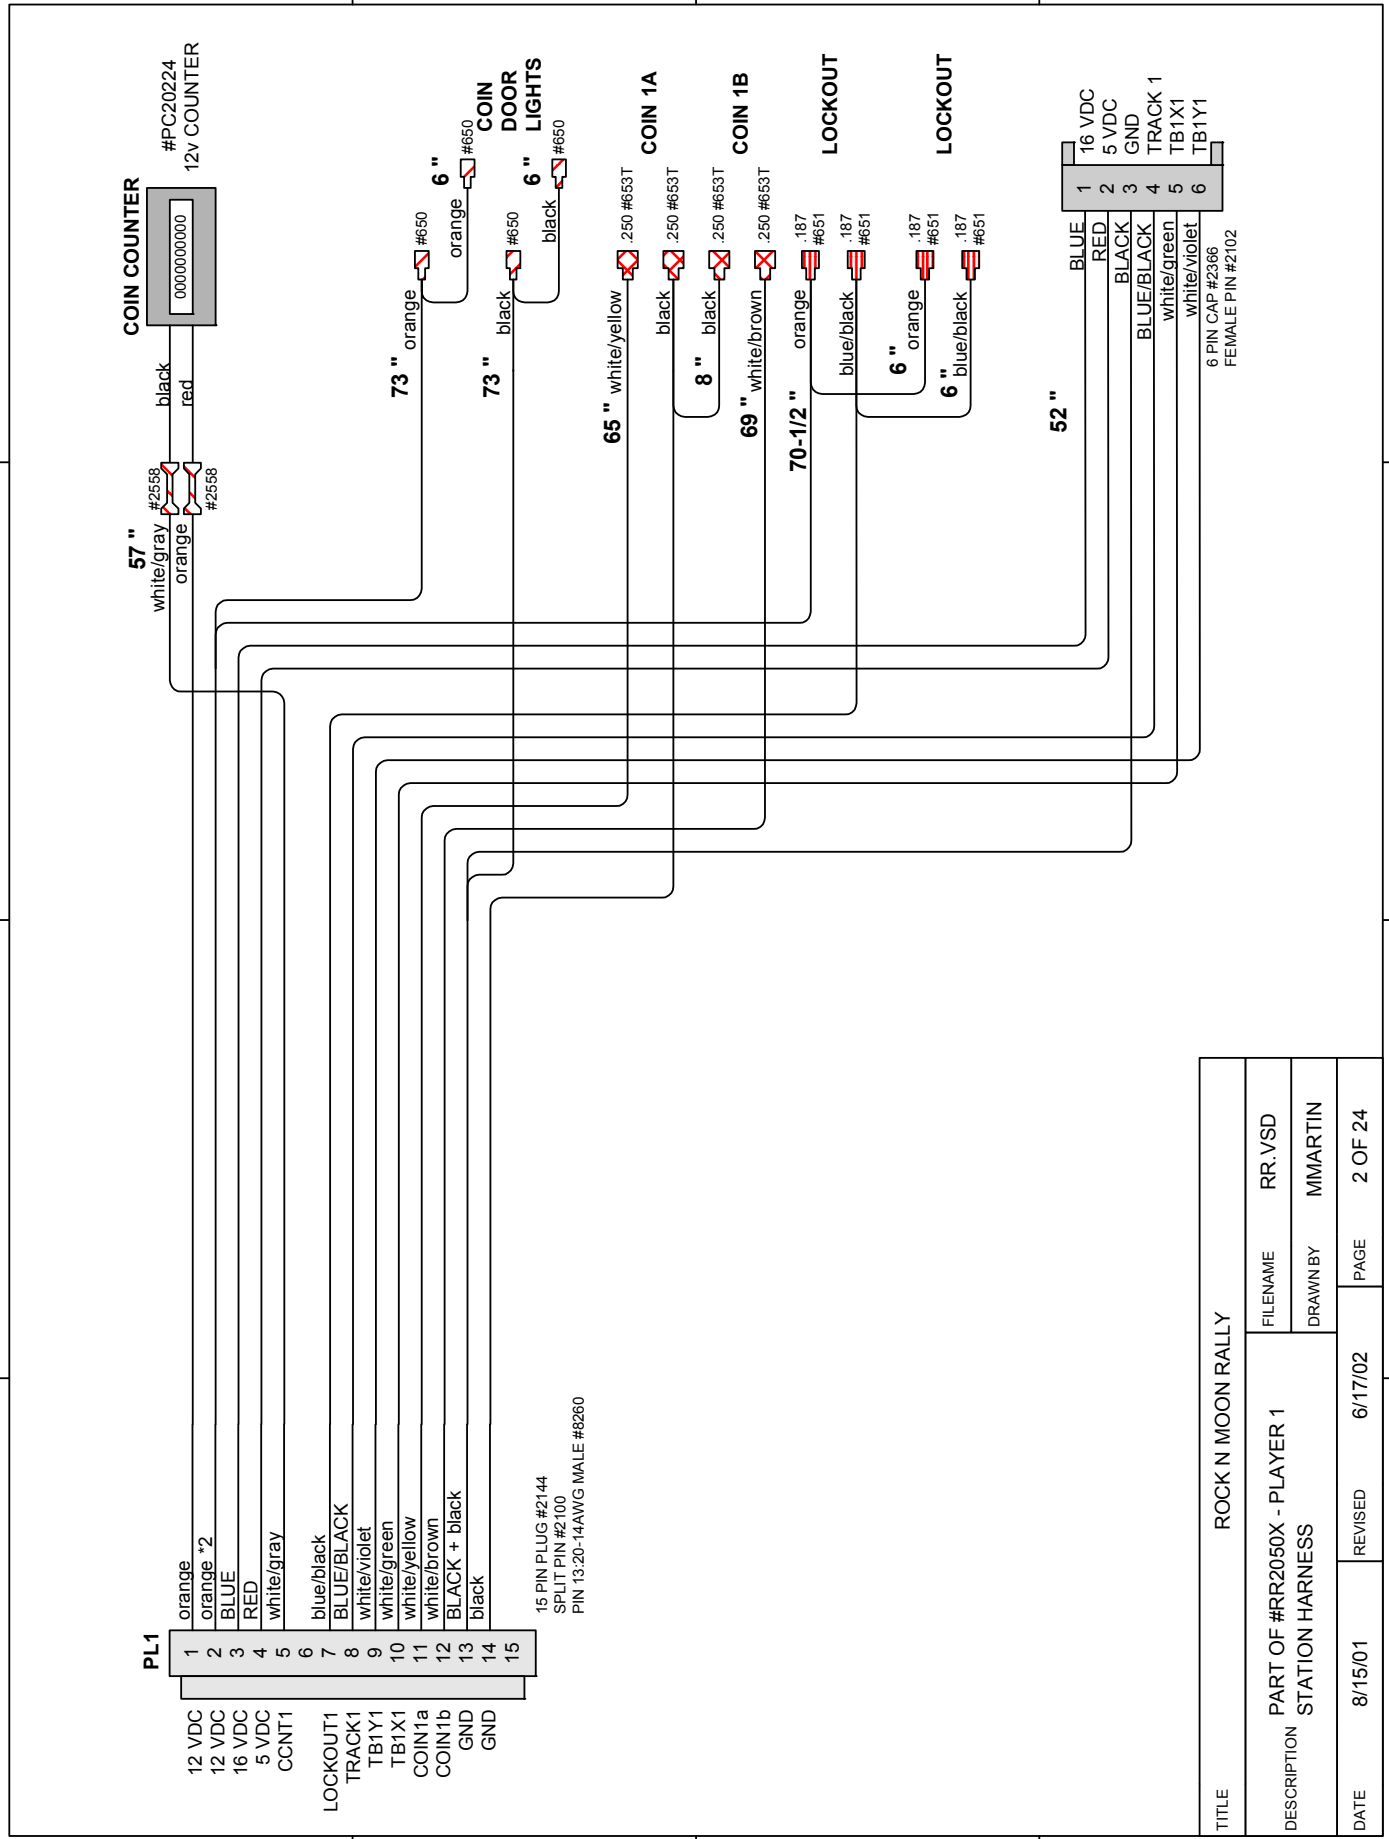 COIN COUNTER
#PC20224
12v COUNTER
0000000000
black
red
#2558
#2558
57 "
white/gray
orange
73 "
orange
#650
6 "
orange
#650
COIN
DOOR
LIGHTS
73 "
black
#650
6 "
black
#650
65 "
white/yellow
.250 #653T
COIN 1A
black
.250 #653T
8 "
black
.250 #653T
COIN 1B
69 "
white/brown
.250 #653T
70-1/2 "
orange
.187
#651
LOCKOUT
blue/black
.187
#651
6 "
orange
.187
#651
LOCKOUT
6 "
blue/black
.187
#651
52 "
BLUE
1
16 VDC
RED
2
5 VDC
BLACK
3
GND
BLUE/BLACK
4
TRACK 1
white/green
5
TB1X1
white/violet
6
TB1Y1
6 PIN CAP #2366
FEMALE PIN #2102
PL1
12 VDC
1
orange
12 VDC
2
orange *2
16 VDC
3
BLUE
5 VDC
4
RED
CCNT1
5
white/gray
6
LOCKOUT1
7
blue/black
TRACK1
8
BLUE/BLACK
TB1Y1
9
white/violet
TB1X1
10
white/green
COIN1a
11
white/yellow
COIN1b
12
white/brown
GND
13
BLACK + black
GND
14
black
15
15 PIN PLUG #2144
SPLIT PIN #2100
PIN 13:20-14AWG MALE #8260
TITLE
ROCK N MOON RALLY
DESCRIPTION
PART OF #RR2050X - PLAYER 1
STATION HARNESS
FILENAME
RR.VSD
DRAWN BY
MMARTIN
DATE
8/15/01
REVISED
6/17/02
PAGE
2 OF 24